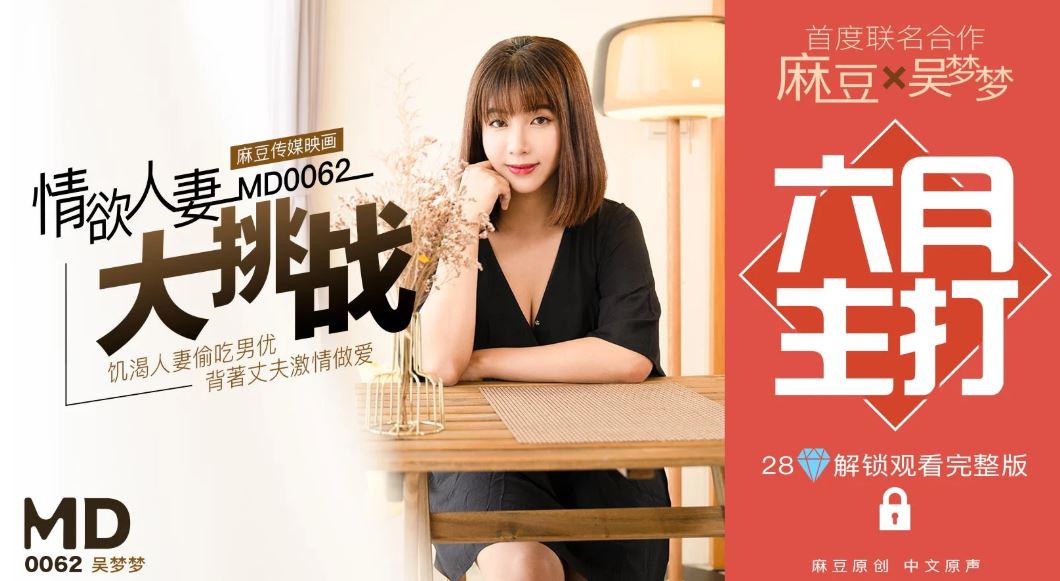 麻豆传媒映画
情欲人妻 MD0062
大挑战
饥渴人妻偷吃男优
背著丈夫激情做爱
MD
0062 吴梦梦
首度联名合作
麻豆×吴梦梦
六月
主打
28💎解锁观看完整版
麻豆原创 中文原声